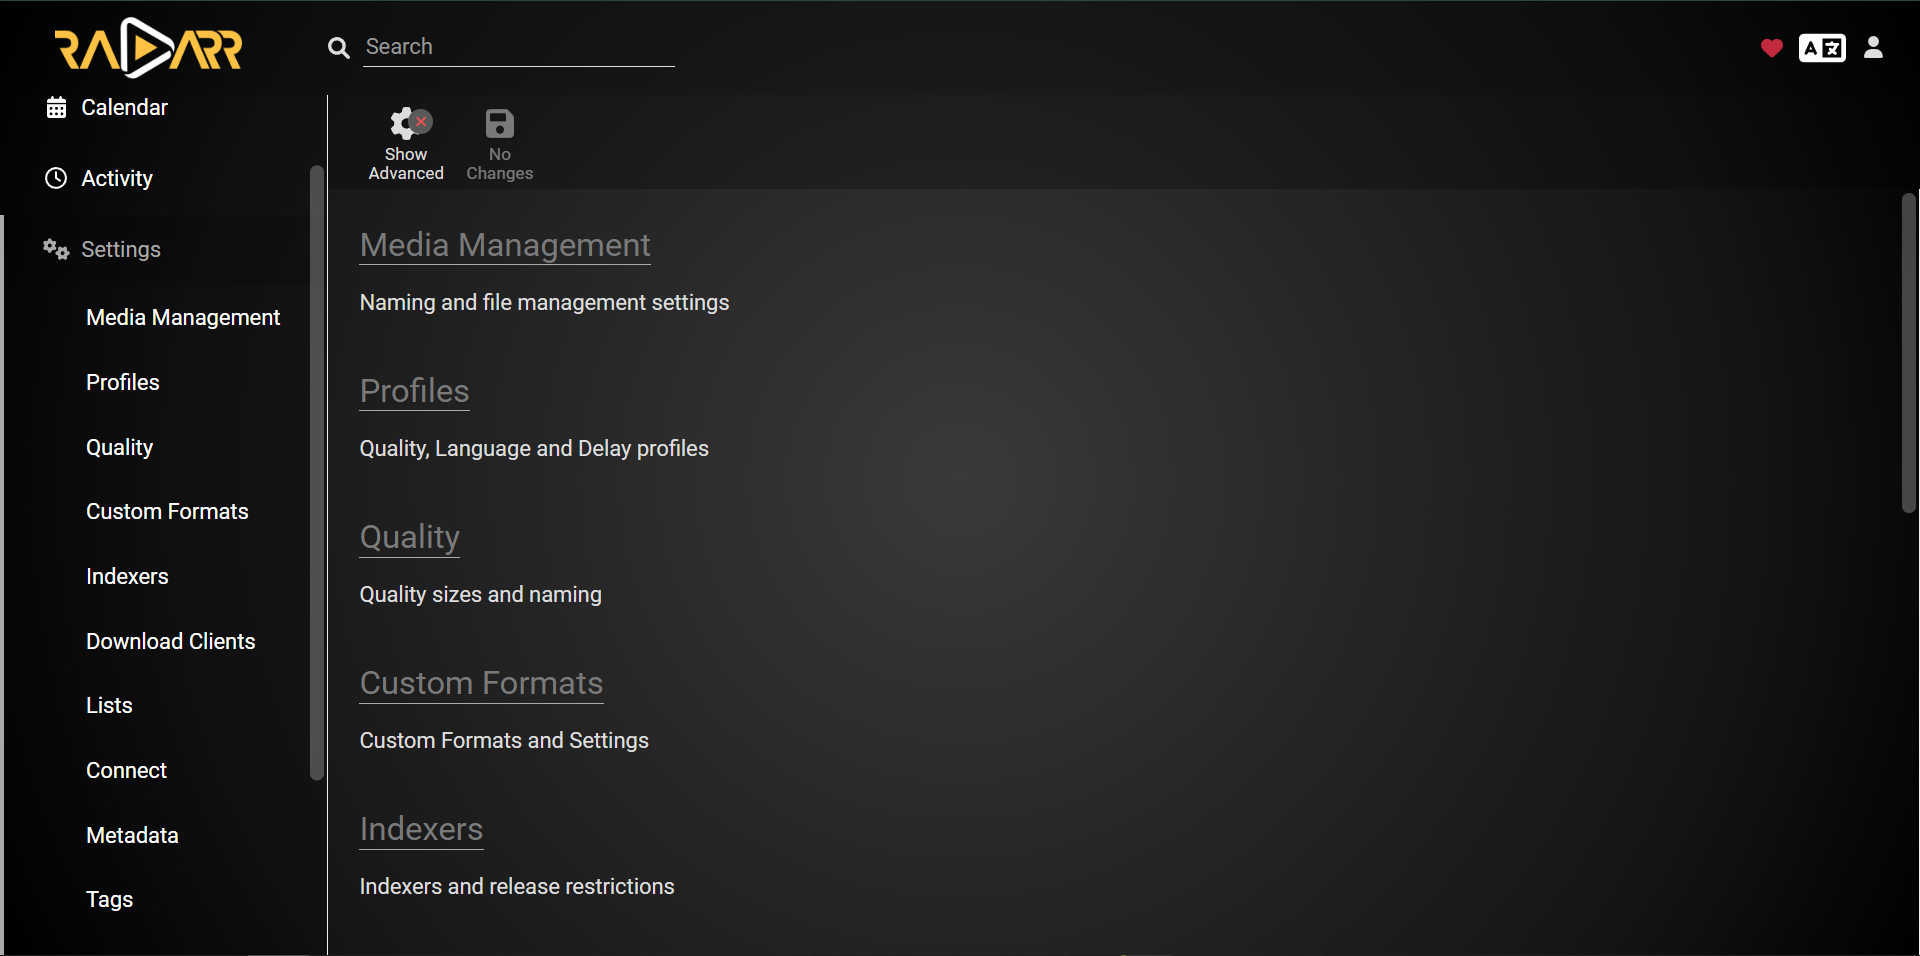 RADARR
Search
A
Calendar
Activity
Settings
Media Management
Profiles
Quality
Custom Formats
Indexers
Download Clients
Lists
Connect
Metadata
Tags
Show
Advanced
No
Changes
Media Management
Naming and file management settings
Profiles
Quality, Language and Delay profiles
Quality
Quality sizes and naming
Custom Formats
Custom Formats and Settings
Indexers
Indexers and release restrictions